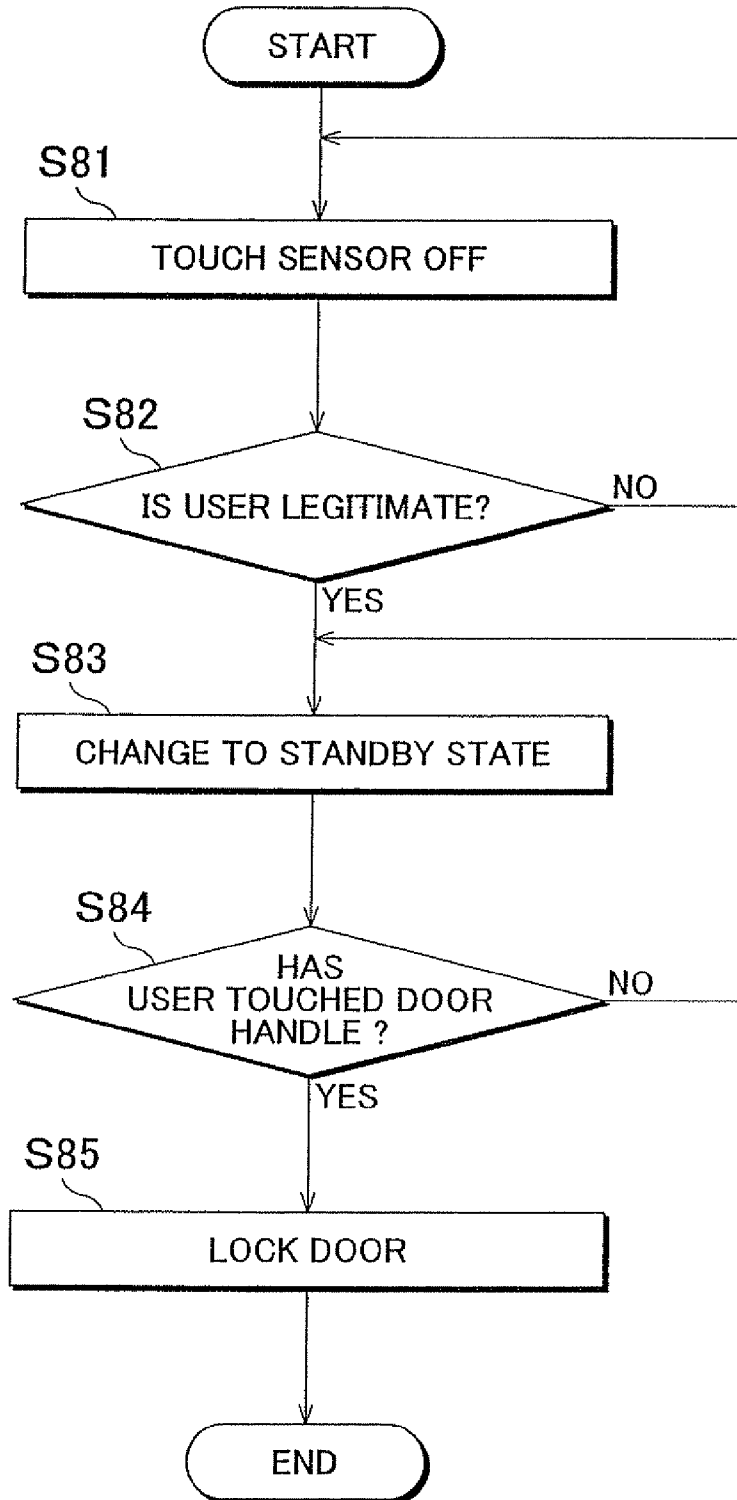 START
S81
TOUCH SENSOR OFF
S82
IS USER LEGITIMATE?
NO
YES
S83
CHANGE TO STANDBY STATE
S84
HAS
USER TOUCHED DOOR
HANDLE ?
NO
YES
S85
LOCK DOOR
END